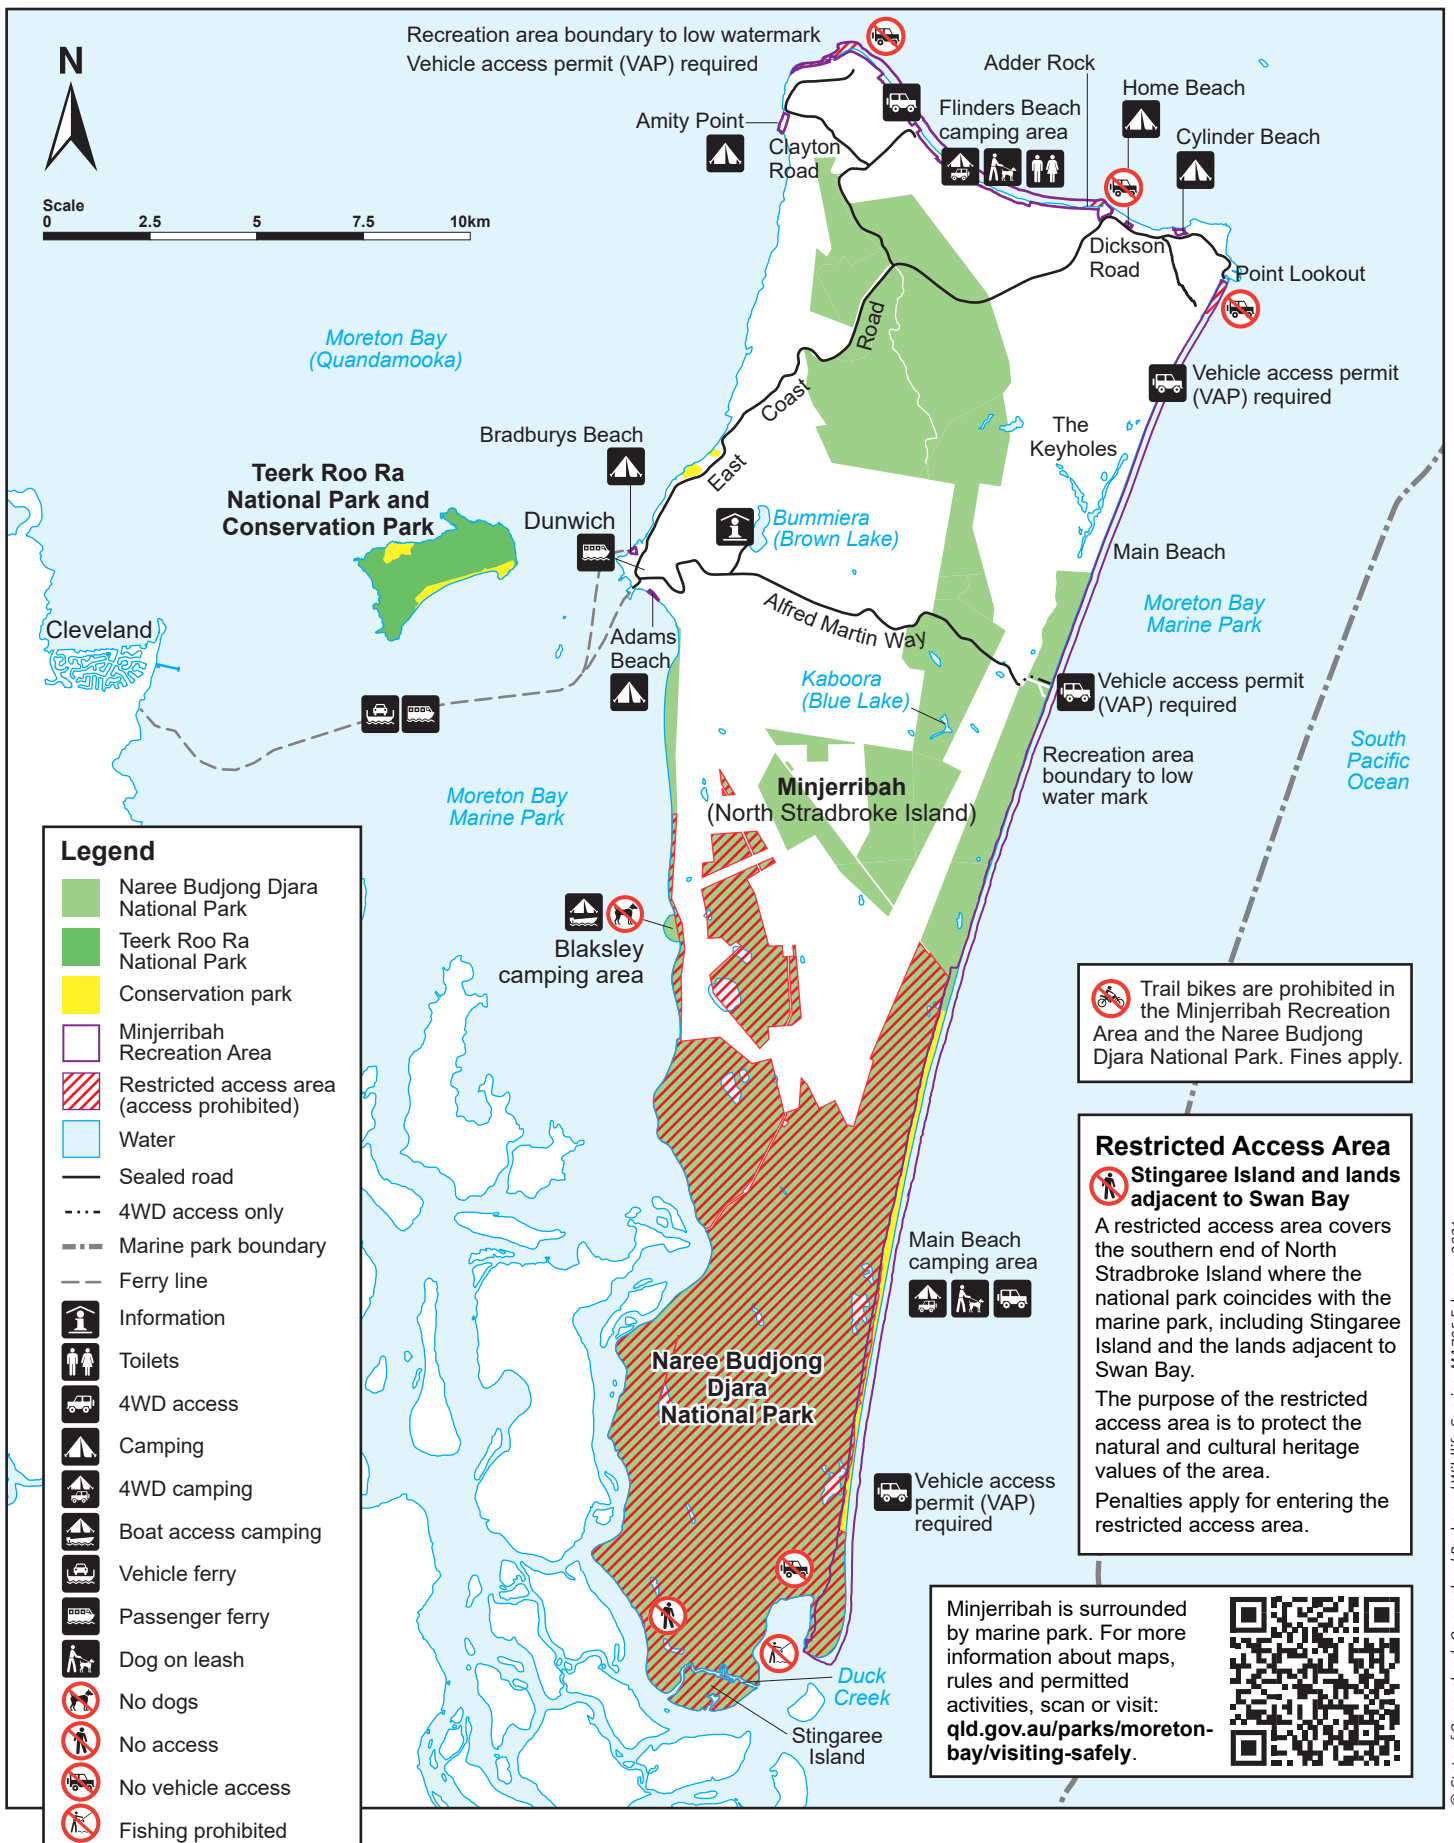 Recreation area boundary to low watermark
Vehicle access permit (VAP) required
N
Scale
0 2.5 5 7.5 10km
Adder Rock
Home Beach
Flinders Beach
camping area
Cylinder Beach
Amity Point
Clayton
Road
Dickson
Road
Point Lookout
Moreton Bay
(Quandamooka)
Road
Coast
East
Vehicle access permit
(VAP) required
The
Keyholes
Bradburys Beach
Teerk Roo Ra
National Park and
Conservation Park
Dunwich
Bummiera
(Brown Lake)
Main Beach
Alfred Martin Way
Moreton Bay
Marine Park
Cleveland
Adams
Beach
Kaboora
(Blue Lake)
Vehicle access permit
(VAP) required
South
Pacific
Ocean
Recreation area
boundary to low
water mark
Moreton Bay
Marine Park
Minjerribah
(North Stradbroke Island)
Blaksley
camping area
Legend
Naree Budjong Djara
National Park
Teerk Roo Ra
National Park
Conservation park
Minjerribah
Recreation Area
Restricted access area
(access prohibited)
Water
Sealed road
4WD access only
Marine park boundary
Ferry line
Information
Toilets
4WD access
Camping
4WD camping
Boat access camping
Vehicle ferry
Passenger ferry
Dog on leash
No dogs
No access
No vehicle access
Fishing prohibited
Trail bikes are prohibited in
the Minjerribah Recreation
Area and the Naree Budjong
Djara National Park. Fines apply.
Restricted Access Area
Stingaree Island and lands
adjacent to Swan Bay
A restricted access area covers
the southern end of North
Stradbroke Island where the
national park coincides with the
marine park, including Stingaree
Island and the lands adjacent to
Swan Bay.
The purpose of the restricted
access area is to protect the
natural and cultural heritage
values of the area.
Penalties apply for entering the
restricted access area.
Main Beach
camping area
Naree Budjong
Djara
National Park
Vehicle access
permit (VAP)
required
Duck
Creek
Stingaree
Island
Minjerribah is surrounded
by marine park. For more
information about maps,
rules and permitted
activities, scan or visit:
qld.gov.au/parks/moreton-
bay/visiting-safely.